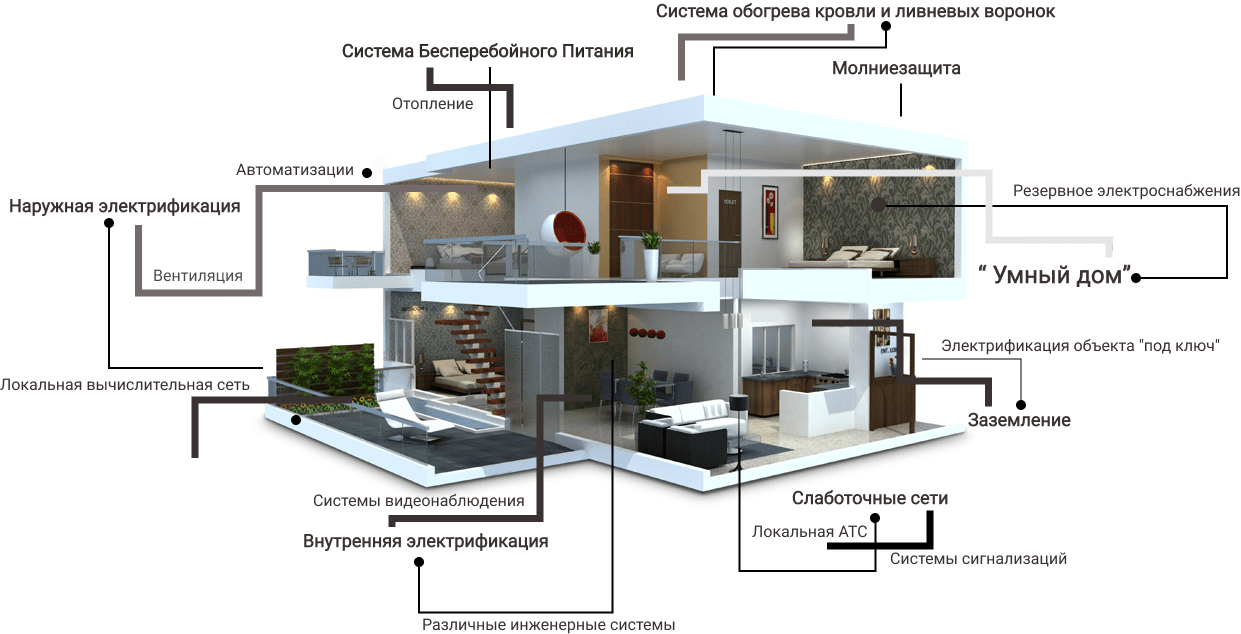 Система обогрева кровли и ливневых воронок
Система Бесперебойного Питания
Молниезащита
Отопление
Автоматизации
Резервное электроснабжения
Наружная электрификация
Вентиляция
“ Умный дом”
TOILET
Электрификация объекта "под ключ"
Локальная вычислительная сеть
Заземление
Системы видеонаблюдения
Слаботочные сети
Внутренняя электрификация
Локальная АТС
Системы сигнализаций
Различные инженерные системы